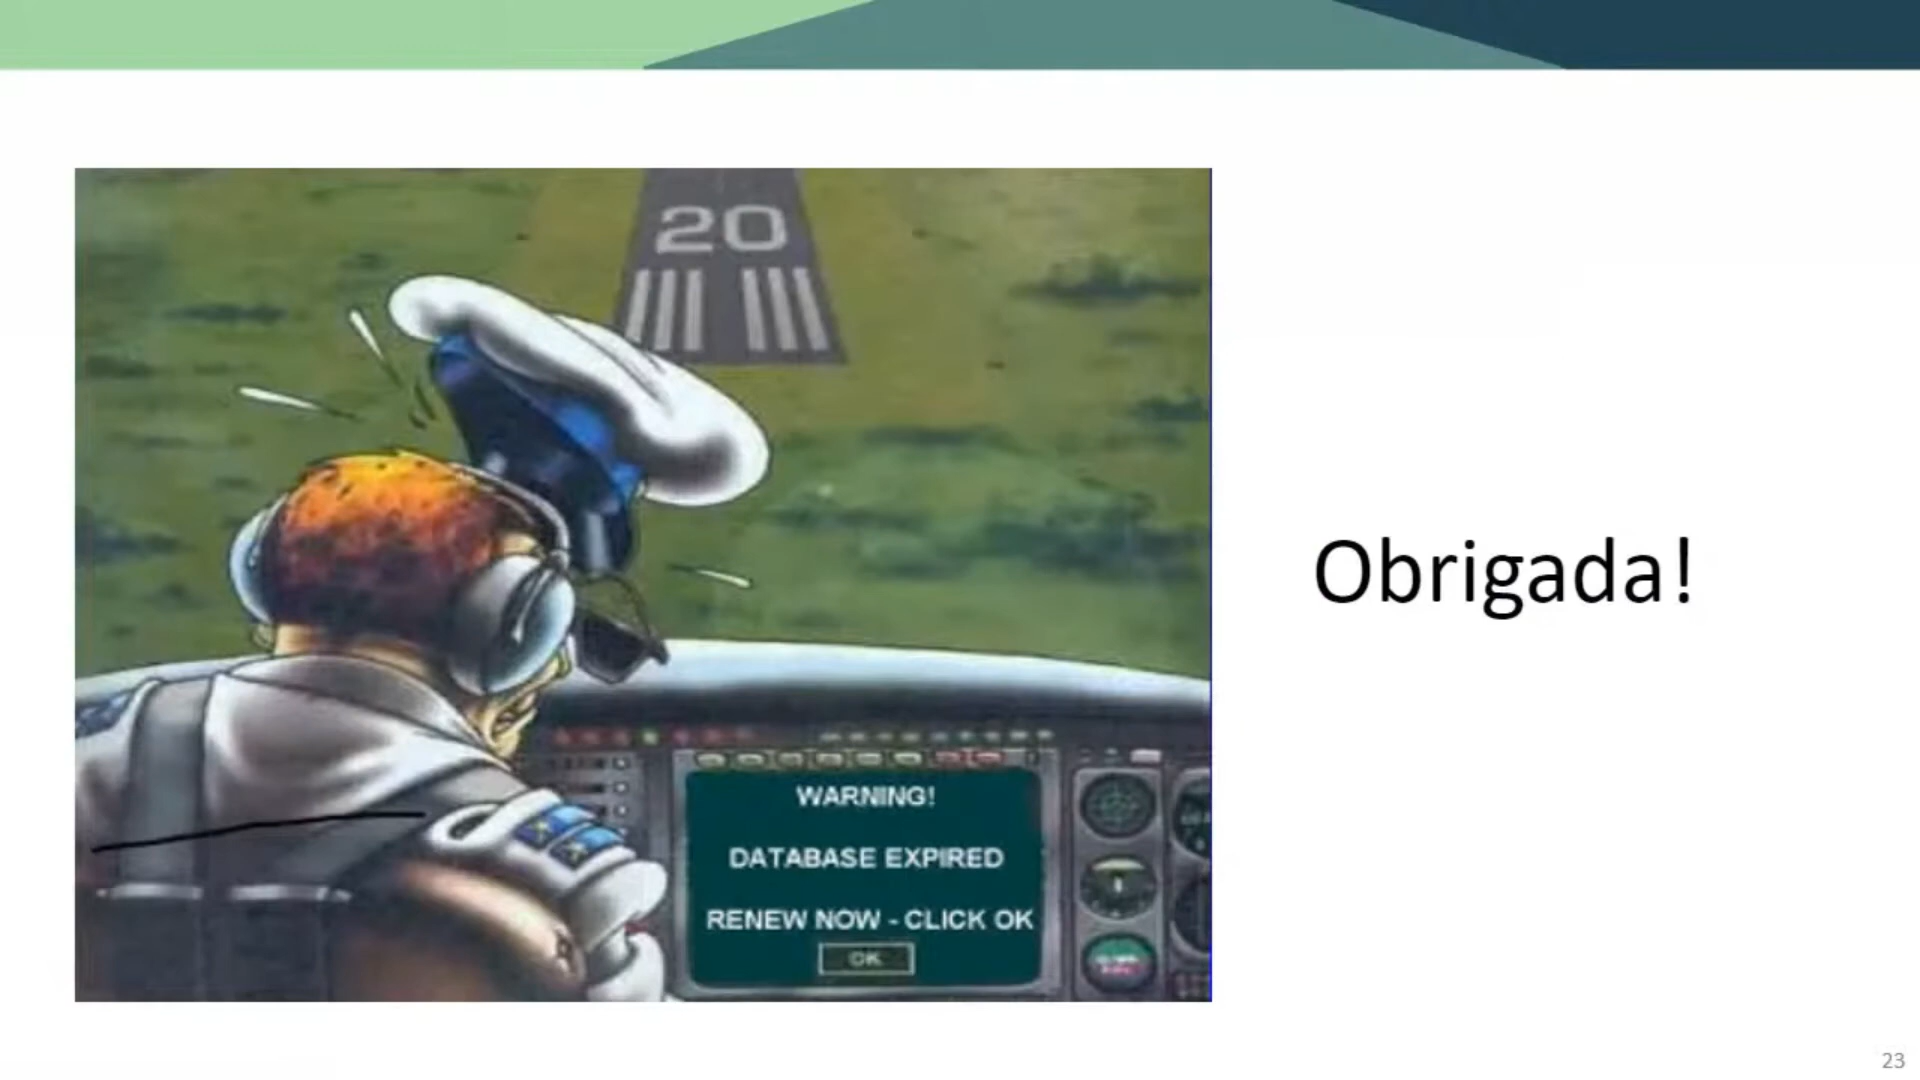 20
WARNING!
DATABASE EXPIRED
RENEW NOW - CLICK OK
OK
Obrigada!
23